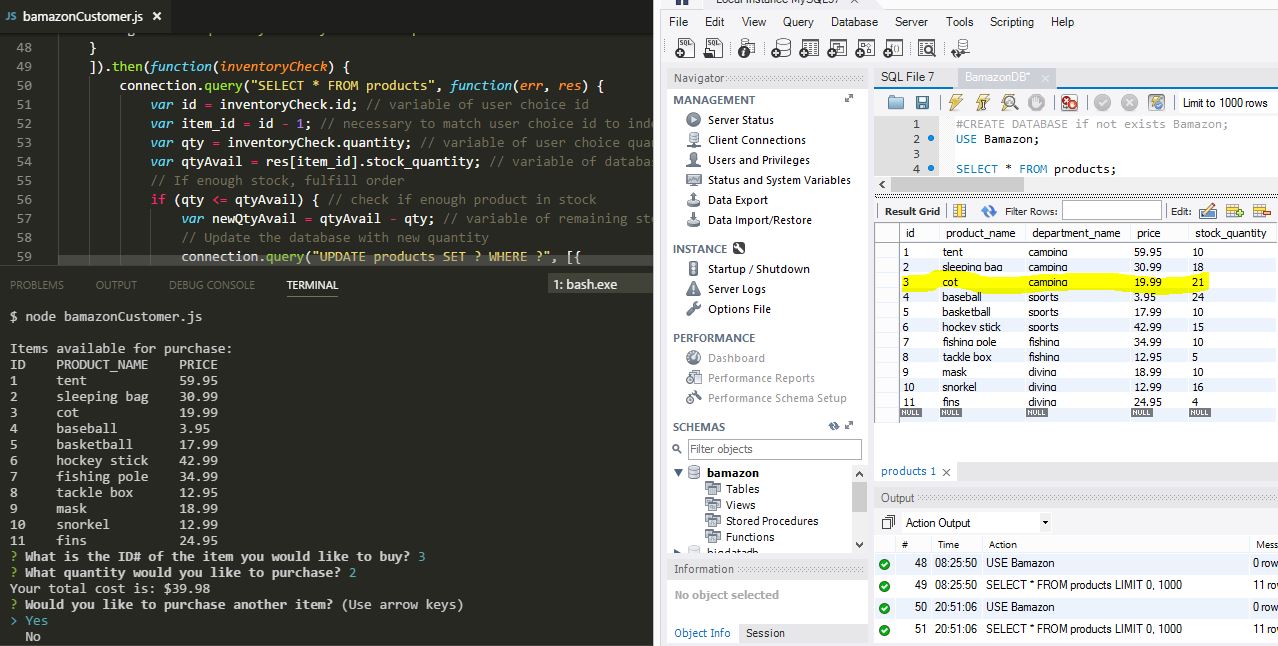 JS bamazonCustomer.js ×
48 }
49 ]).then(function(inventoryCheck) {
50 connection.query("SELECT * FROM products", function(err, res) {
51 var id = inventoryCheck.id; // variable of user choice id
52 var item_id = id - 1; // necessary to match user choice id to inde
53 var qty = inventoryCheck.quantity; // variable of user choice quan
54 var qtyAvail = res[item_id].stock_quantity; // variable of databas
55 // If enough stock, fulfill order
56 if (qty <= qtyAvail) { // check if enough product in stock
57 var newQtyAvail = qtyAvail - qty; // variable of remaining sto
58 // Update the database with new quantity
59 connection.query("UPDATE products SET ? WHERE ?", [{
PROBLEMS OUTPUT DEBUG CONSOLE TERMINAL 1: bash.exe
$ node bamazonCustomer.js
Items available for purchase:
ID PRODUCT_NAME PRICE
1 tent 59.95
2 sleeping bag 30.99
3 cot 19.99
4 baseball 3.95
5 basketball 17.99
6 hockey stick 42.99
7 fishing pole 34.99
8 tackle box 12.95
9 mask 18.99
10 snorkel 12.99
11 fins 24.95
? What is the ID# of the item you would like to buy? 3
? What quantity would you like to purchase? 2
Your total cost is: $39.98
? Would you like to purchase another item? (Use arrow keys)
> Yes
No
Local instance MySQL57 ×
File Edit View Query Database Server Tools Scripting Help
Navigator
MANAGEMENT
Server Status
Client Connections
Users and Privileges
Status and System Variables
Data Export
Data Import/Restore
INSTANCE
Startup / Shutdown
Server Logs
Options File
PERFORMANCE
Dashboard
Performance Reports
Performance Schema Setup
SCHEMAS
Filter objects
bamazon
Tables
Views
Stored Procedures
Functions
bigdatadb
Information
No object selected
Object Info Session
SQL File 7 BamazonDB* ×
Limit to 1000 rows
1 #CREATE DATABASE if not exists Bamazon;
2 USE Bamazon;
3
4 SELECT * FROM products;
Result Grid Filter Rows: Edit:
id product_name department_name price stock_quantity
1 tent camping 59.95 10
2 sleeping bag camping 30.99 18
3 cot camping 19.99 21
4 baseball sports 3.95 24
5 basketball sports 17.99 10
6 hockey stick sports 42.99 15
7 fishing pole fishing 34.99 10
8 tackle box fishing 12.95 5
9 mask diving 18.99 10
10 snorkel diving 12.99 16
11 fins diving 24.95 4
NULL NULL NULL NULL NULL
products 1 ×
Output
Action Output
# Time Action Mess
48 08:25:50 USE Bamazon 0 row
49 08:25:50 SELECT * FROM products LIMIT 0, 1000 11 ro
50 20:51:06 USE Bamazon 0 row
51 20:51:06 SELECT * FROM products LIMIT 0, 1000 11 ro